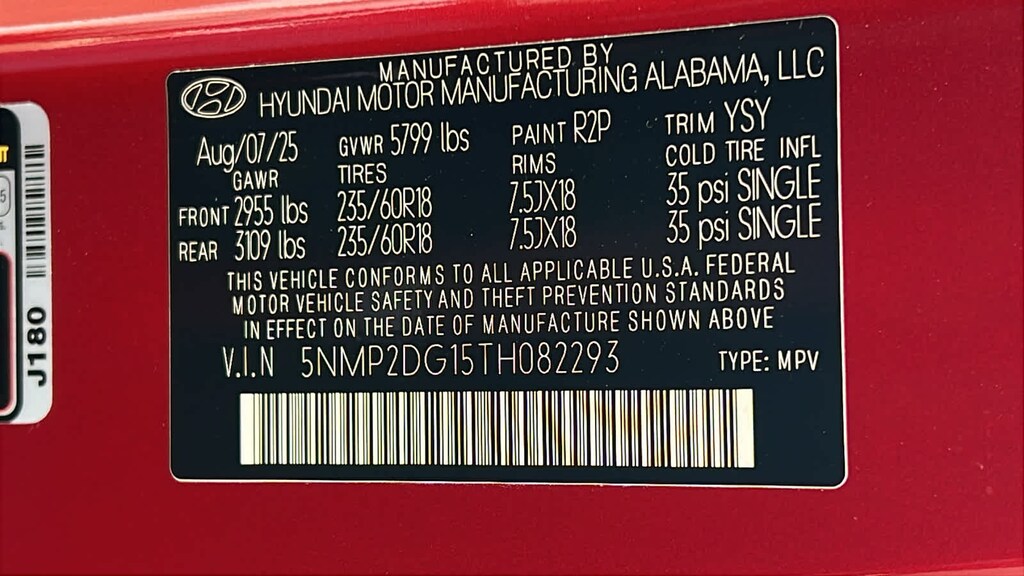 MANUFACTURED BY
HYUNDAI MOTOR MANUFACTURING ALABAMA, LLC
Aug/07/25 GVWR 5799 lbs PAINT R2P TRIM YSY
GAWR TIRES RIMS COLD TIRE INFL
FRONT 2955 lbs 235/60R18 7.5JX18 35 psi SINGLE
REAR 3109 lbs 235/60R18 7.5JX18 35 psi SINGLE
THIS VEHICLE CONFORMS TO ALL APPLICABLE U.S.A. FEDERAL
MOTOR VEHICLE SAFETY AND THEFT PREVENTION STANDARDS
IN EFFECT ON THE DATE OF MANUFACTURE SHOWN ABOVE
V.I.N 5NMP2DG15TH082293 TYPE: MPV
J180